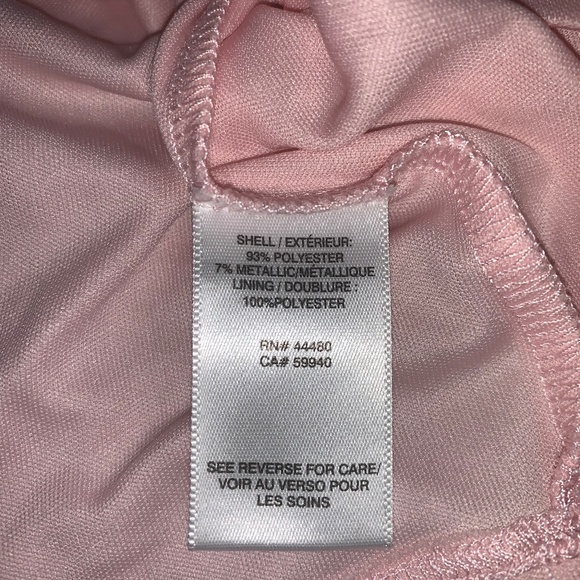 SHELL / EXTÉRIEUR:
93% POLYESTER
7% METALLIC/MÉTALLIQUE
LINING / DOUBLURE :
100%POLYESTER
RN# 44480
CA# 59940
SEE REVERSE FOR CARE/
VOIR AU VERSO POUR
LES SOINS